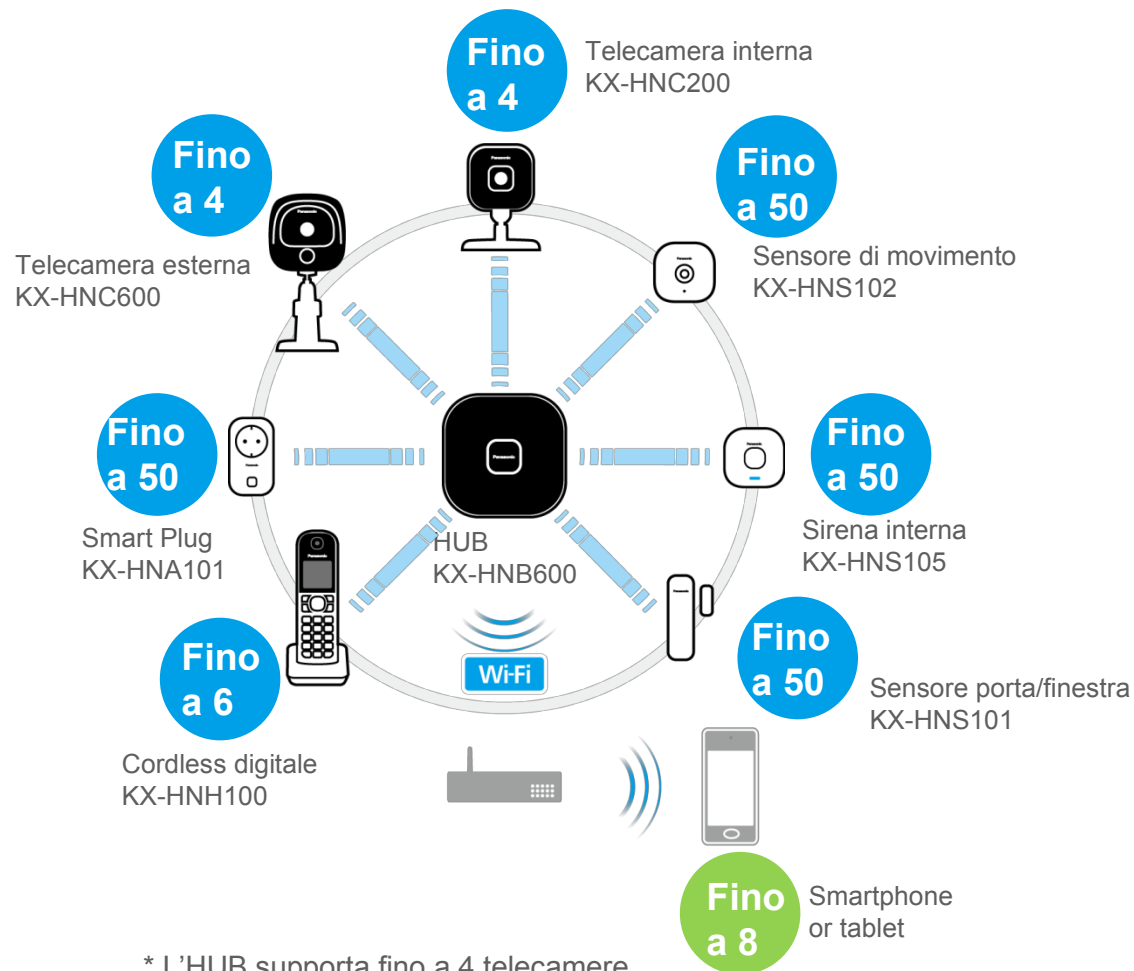 Fino
a 4
Telecamera interna
KX-HNC200
Fino
a 4
Telecamera esterna
KX-HNC600
Fino
a 50
Sensore di movimento
KX-HNS102
Fino
a 50
Smart Plug
KX-HNA101
Panasonic
HUB
KX-HNB600
Fino
a 50
Sirena interna
KX-HNS105
Fino
a 6
Cordless digitale
KX-HNH100
Wi-Fi
Fino
a 50
Sensore porta/finestra
KX-HNS101
Fino
a 8
Smartphone
or tablet
* L'HUB supporta fino a 4 telecamere